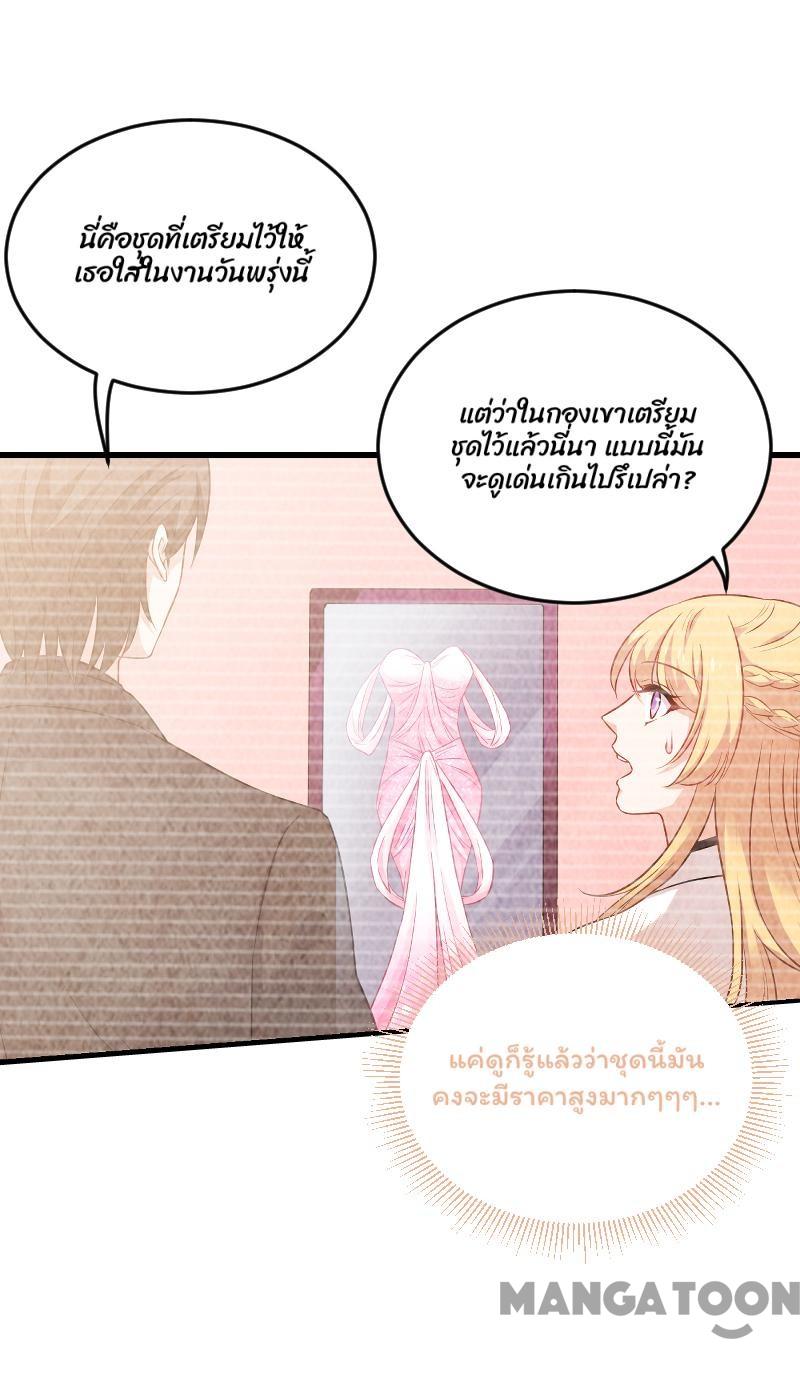 นี่คือชุดที่เตรียมไว้ให้
เธอใส่ในงานวันพรุ่งนี้
แต่ว่าในกองเขาเตรียม
ชุดไว้แล้วนี่นา แบบนี้มัน
จะดูเด่นเกินไปรึเปล่า?
แค่ดูก็รู้แล้วว่าชุดนี้มัน
คงจะมีราคาสูงมากๆๆๆ...
MANGATOON